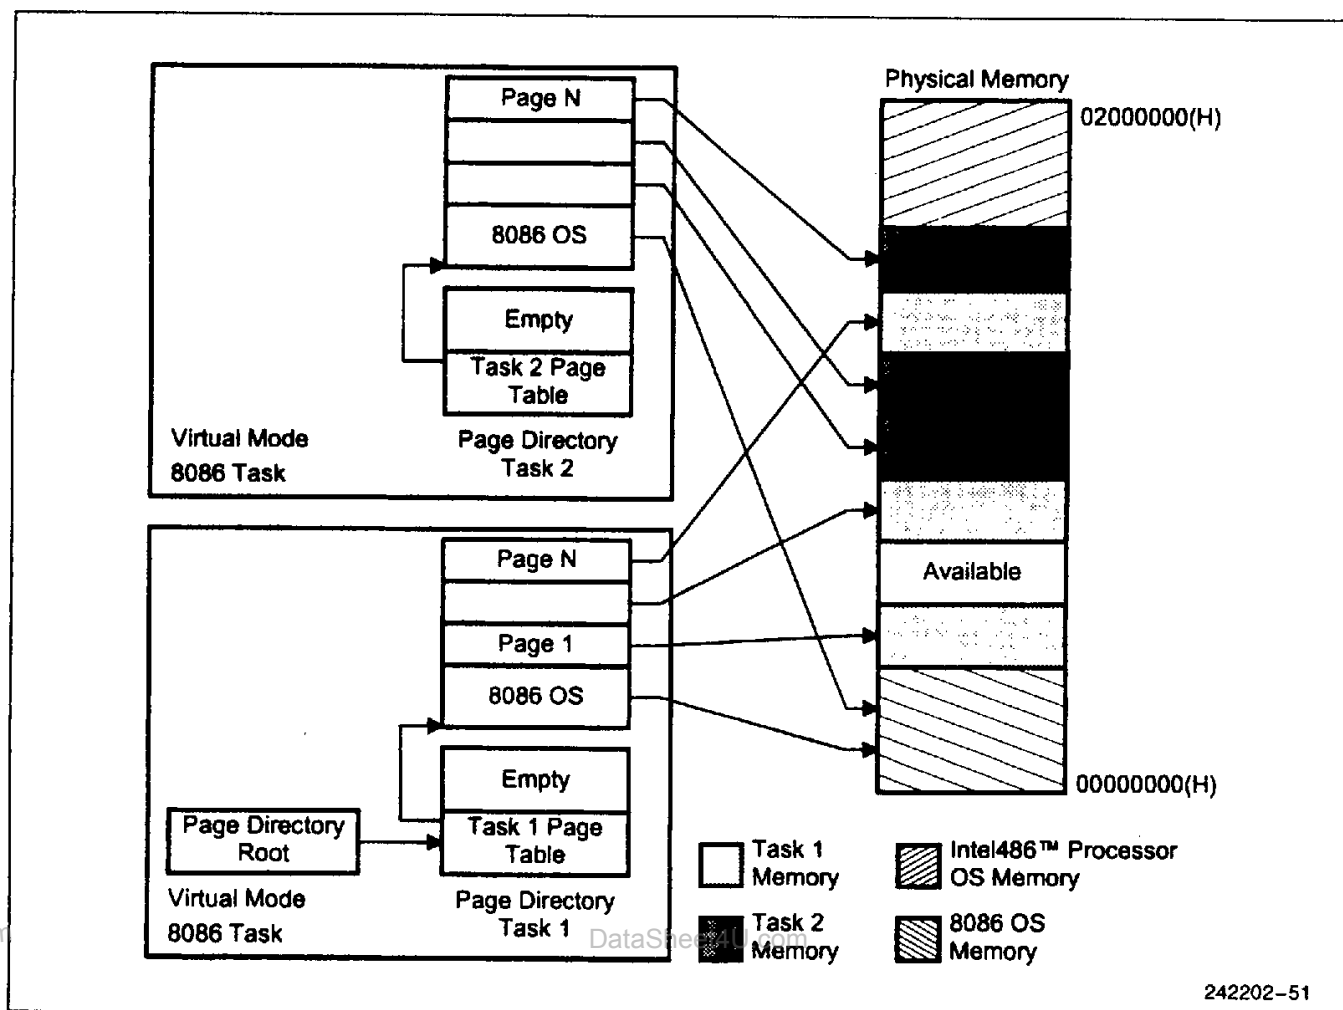 Physical Memory
02000000(H)
Page N
8086 OS
Empty
Task 2 Page
Table
Virtual Mode
8086 Task
Page Directory
Task 2
Page N
Page 1
8086 OS
Empty
Task 1 Page
Table
Page Directory
Root
Virtual Mode
8086 Task
Page Directory
Task 1
Available
00000000(H)
Task 1
Memory
Intel486™ Processor
OS Memory
Task 2
Memory
8086 OS
Memory
242202-51